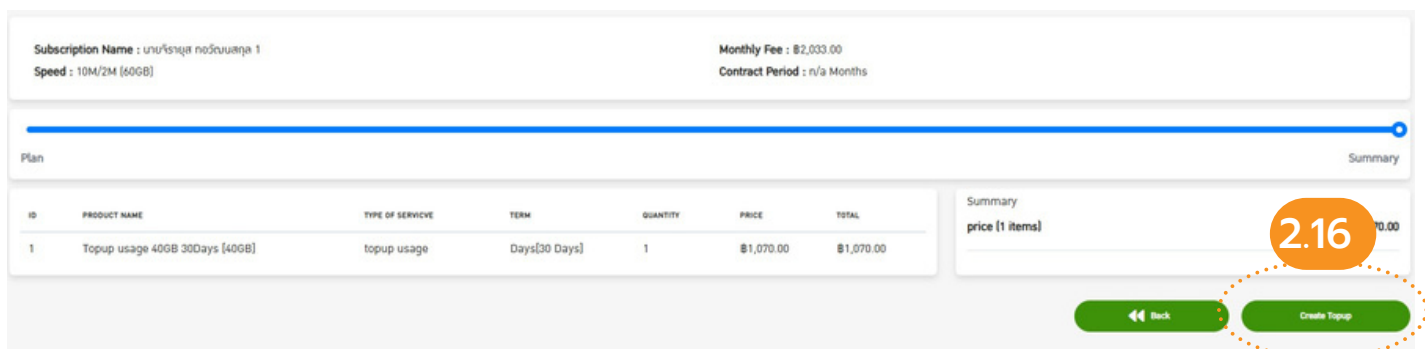 Subscription Name : นายจิรายุส กอวัฒนสกุล 1
Speed : 10M/2M (60GB)
Monthly Fee : ฿2,033.00
Contract Period : n/a Months
Plan
Summary
ID PRODUCT NAME TYPE OF SERVICVE TERM QUANTITY PRICE TOTAL
1 Topup usage 40GB 30Days [40GB] topup usage Days[30 Days] 1 ฿1,070.00 ฿1,070.00
Summary
price (1 items) 70.00
2.16
Back
Create Topup